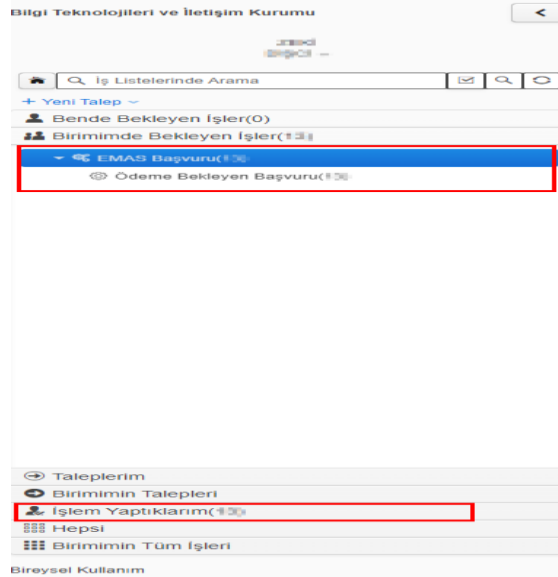 Bilgi Teknolojileri ve İletişim Kurumu
İş Listelerinde Arama
+ Yeni Talep
Bende Bekleyen İşler(0)
Birimimde Bekleyen İşler(
EMAS Başvuru(
Ödeme Bekleyen Başvuru(
Taleplerim
Birimimin Talepleri
İşlem Yaptıklarım(
Hepsi
Birimimin Tüm İşleri
Bireysel Kullanım